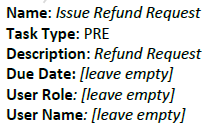 Name: Issue Refund Request
Task Type: PRE
Description: Refund Request
Due Date: [leave empty]
User Role: [leave empty]
User Name: [leave empty]